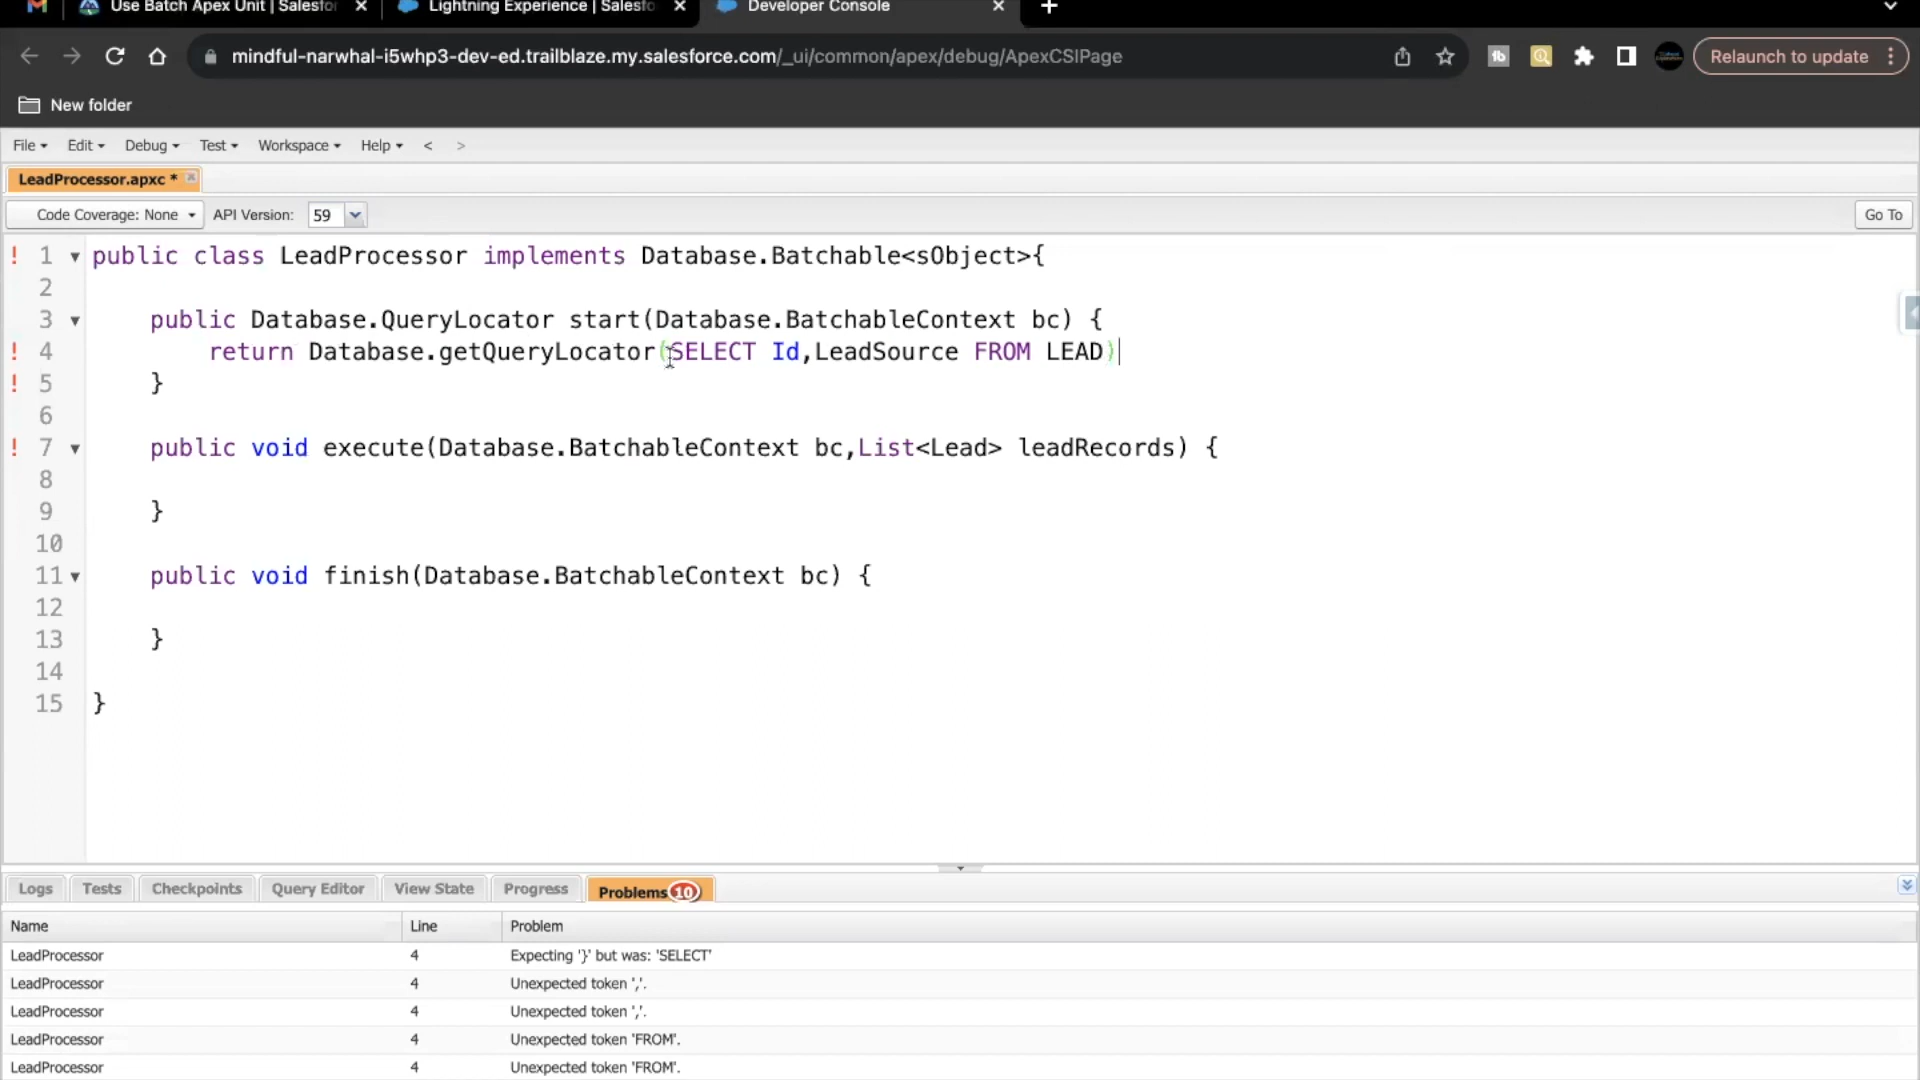 Use Batch Apex Unit | Salesfor
Lightning Experience | Salesfo
Developer Console
mindful-narwhal-i5whp3-dev-ed.trailblaze.my.salesforce.com/_ui/common/apex/debug/ApexCSIPage
Relaunch to update
New folder
File Edit Debug Test Workspace Help < >
LeadProcessor.apxc *
Code Coverage: None API Version: 59 Go To
! 1 public class LeadProcessor implements Database.Batchable<sObject>{
2
3 public Database.QueryLocator start(Database.BatchableContext bc) {
! 4 return Database.getQueryLocator(SELECT Id,LeadSource FROM LEAD)
! 5 }
6
! 7 public void execute(Database.BatchableContext bc,List<Lead> leadRecords) {
8
9 }
10
11 public void finish(Database.BatchableContext bc) {
12
13 }
14
15 }
Logs Tests Checkpoints Query Editor View State Progress Problems 10
Name Line Problem
LeadProcessor 4 Expecting '}' but was: 'SELECT'
LeadProcessor 4 Unexpected token ','.
LeadProcessor 4 Unexpected token ','.
LeadProcessor 4 Unexpected token 'FROM'.
LeadProcessor 4 Unexpected token 'FROM'.